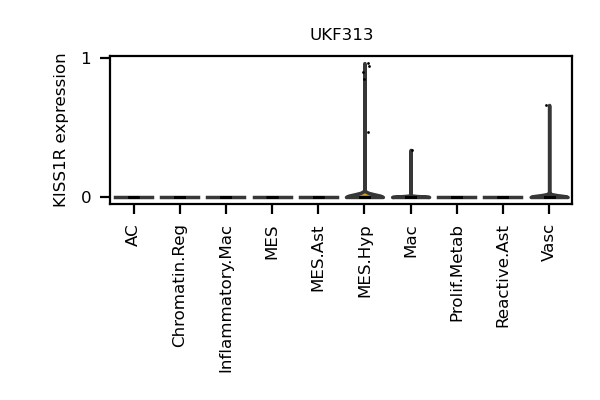 UKF313
KISS1R expression
1
0
AC
Chromatin.Reg
Inflammatory.Mac
MES
MES.Ast
MES.Hyp
Mac
Prolif.Metab
Reactive.Ast
Vasc